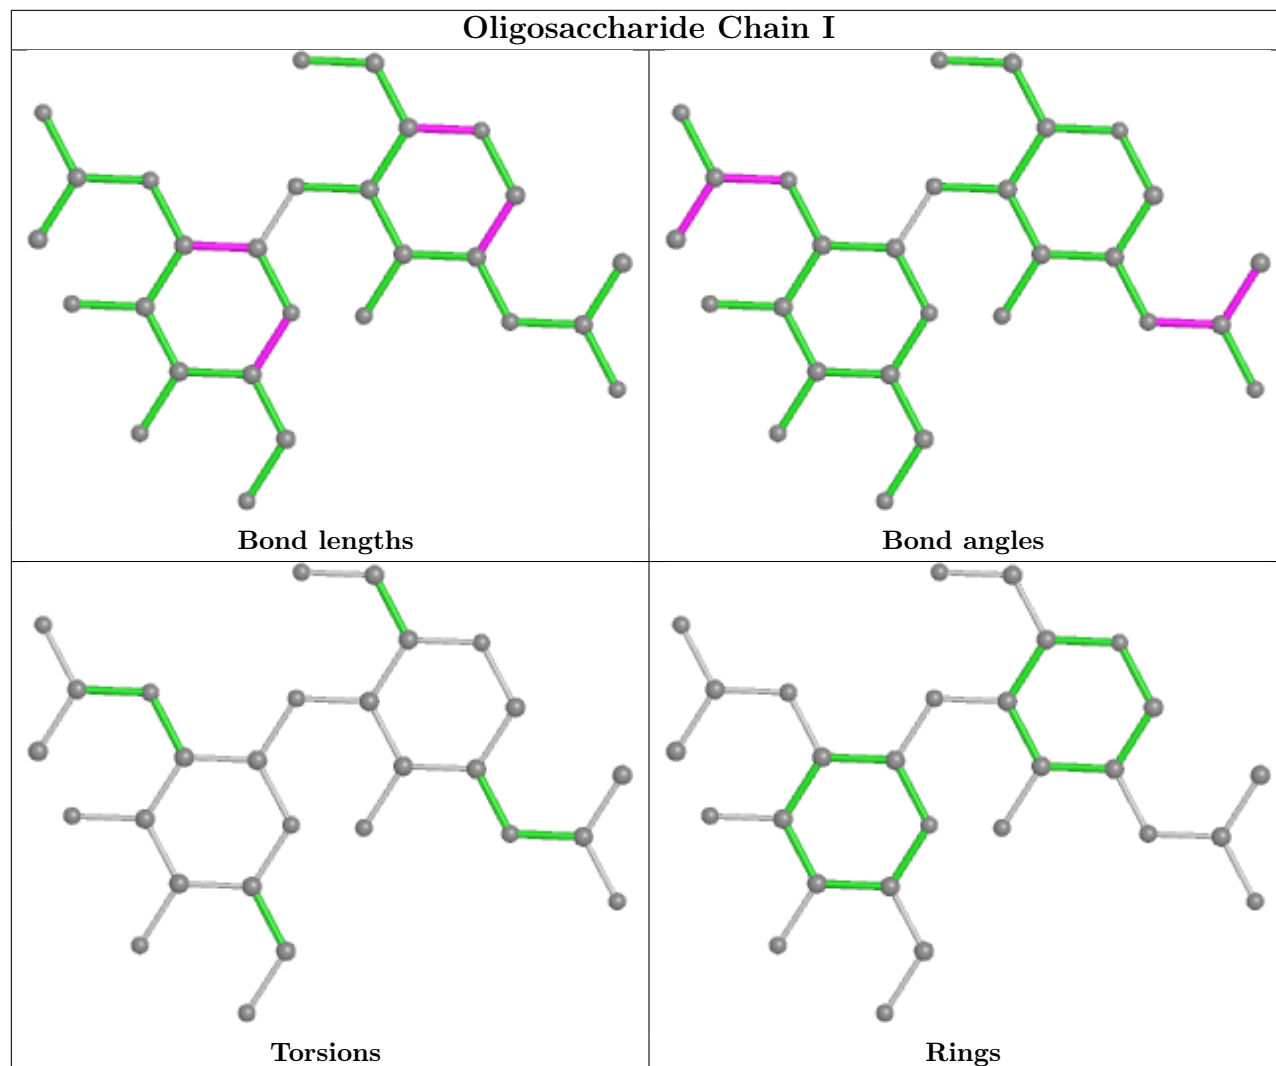 Oligosaccharide Chain I
Bond lengths
Bond angles
Torsions
Rings